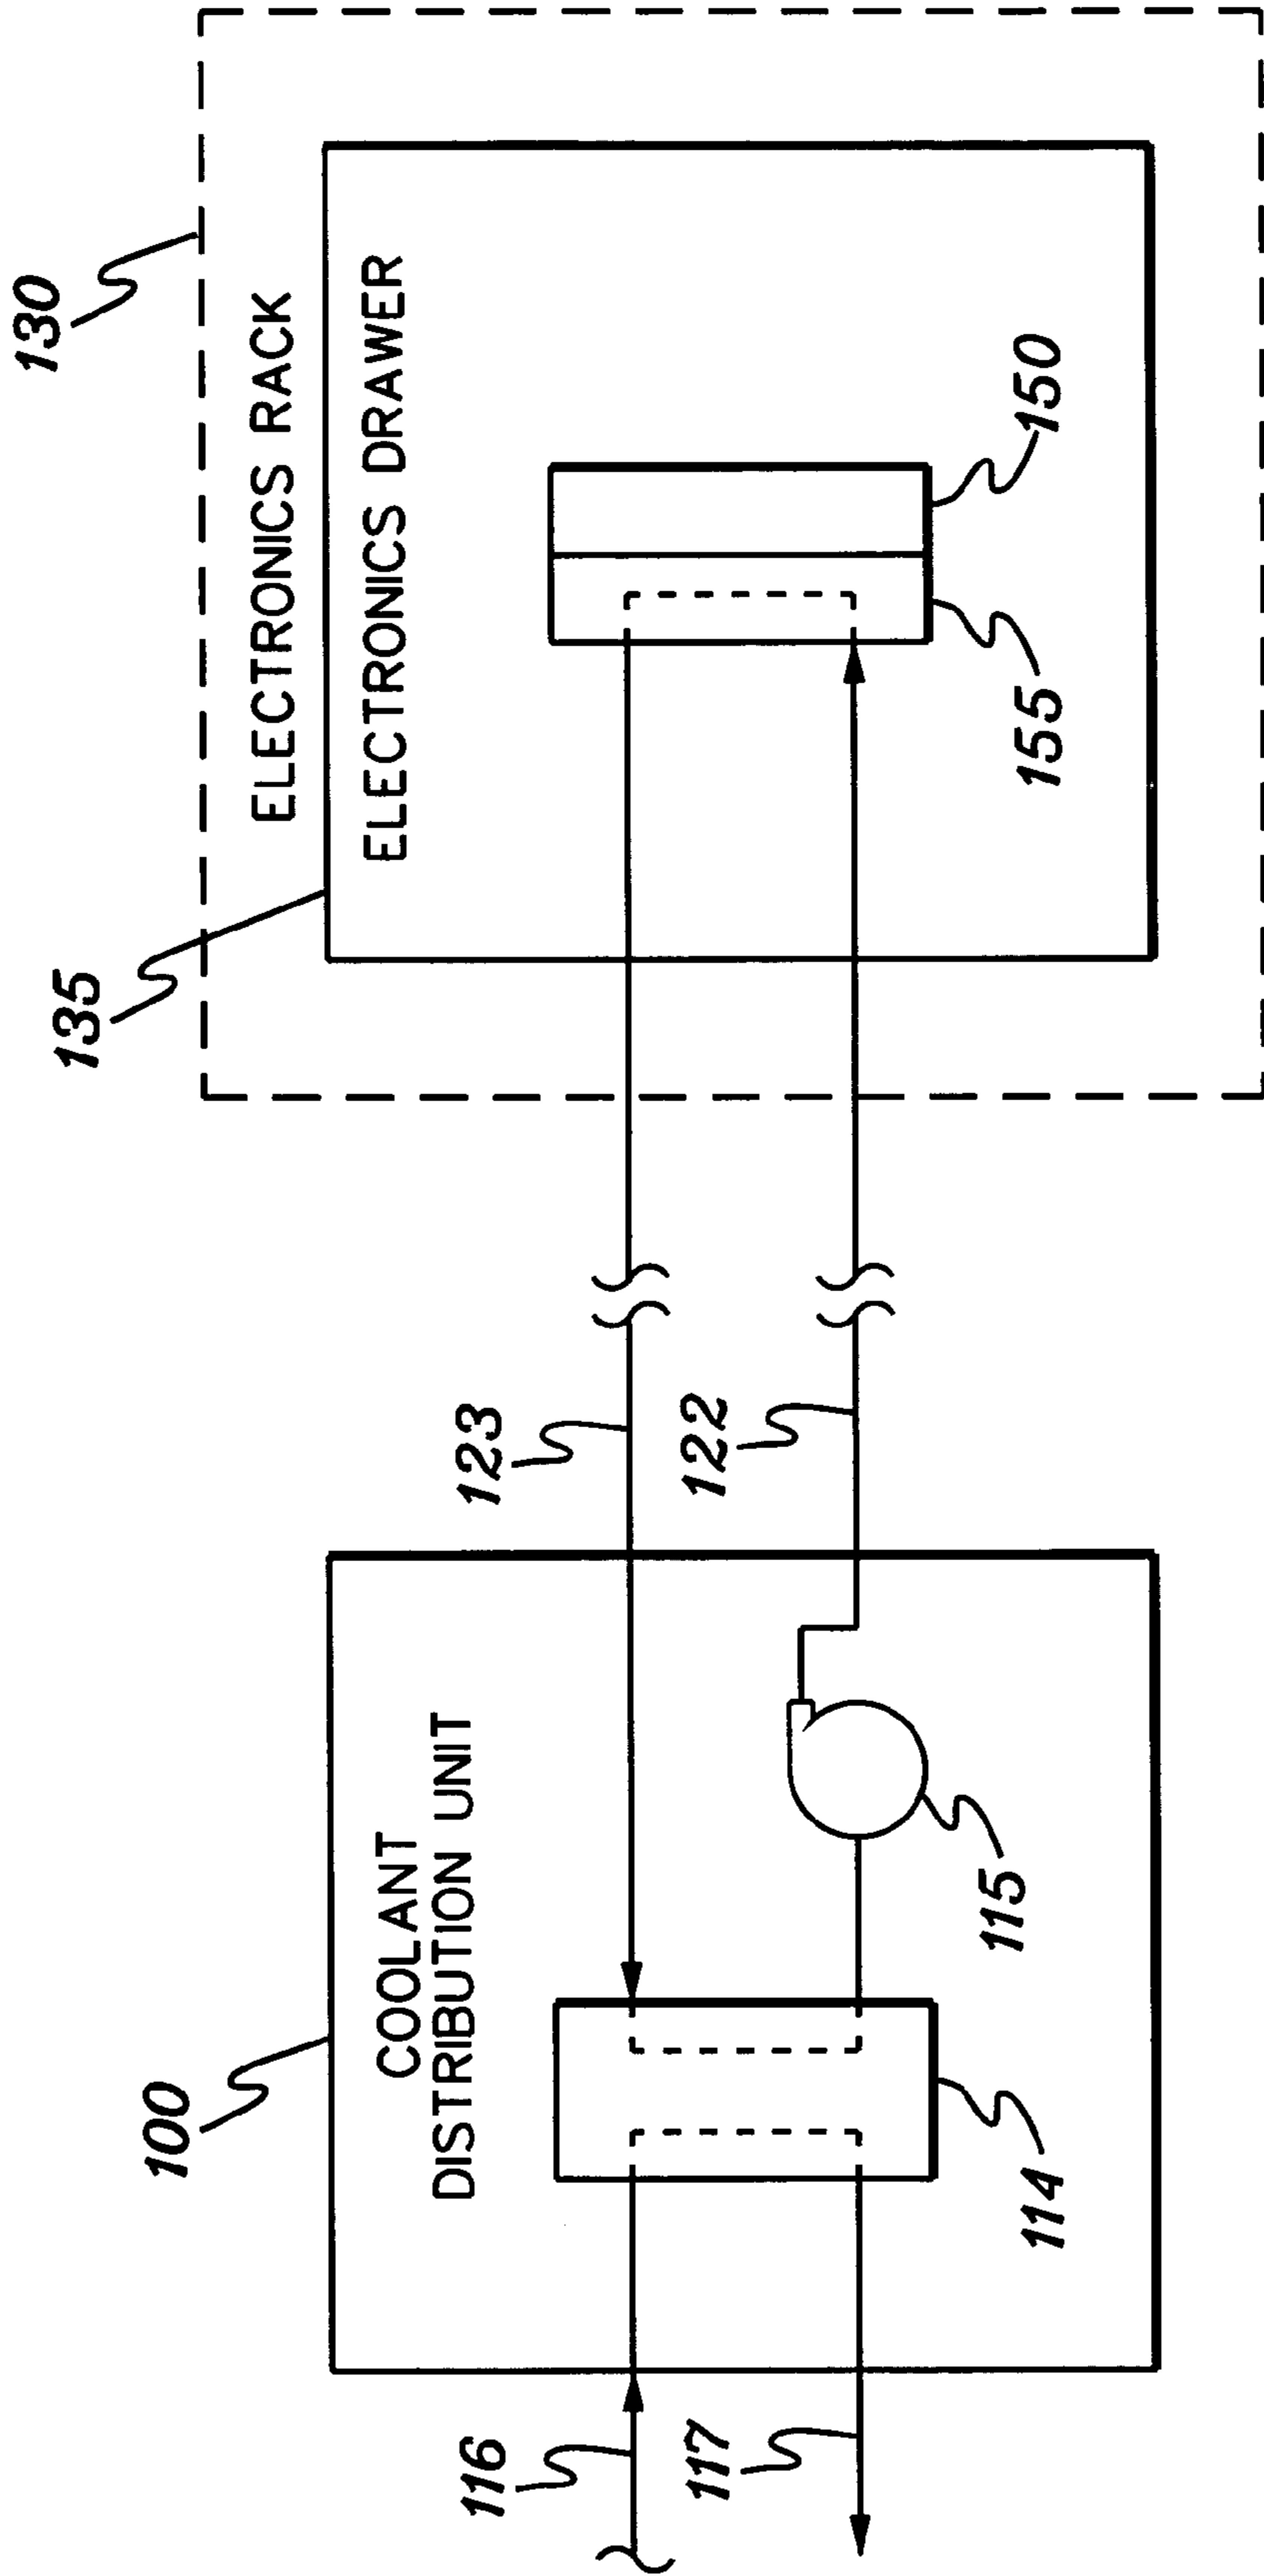 100
COOLANT
DISTRIBUTION UNIT
116
117
114
115
123
122
135
130
ELECTRONICS RACK
ELECTRONICS DRAWER
155
150